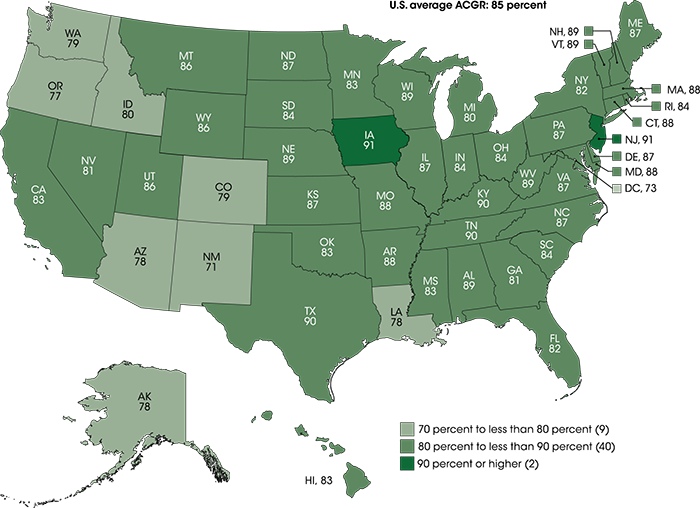 U.S. average ACGR: 85 percent
WA
79
OR
77
ID
80
MT
86
ND
87
MN
83
WI
89
MI
80
NY
82
NH, 89
VT, 89
ME
87
MA, 88
RI, 84
CT, 88
NJ, 91
DE, 87
MD, 88
DC, 73
WY
86
SD
84
IA
91
NE
89
IL
87
IN
84
OH
84
PA
87
WV
89
VA
87
NV
81
UT
86
CA
83
CO
79
KS
87
MO
88
KY
90
TN
90
NC
87
SC
84
AZ
78
NM
71
OK
83
AR
88
MS
83
AL
89
GA
81
TX
90
LA
78
FL
82
AK
78
HI, 83
70 percent to less than 80 percent (9)
80 percent to less than 90 percent (40)
90 percent or higher (2)